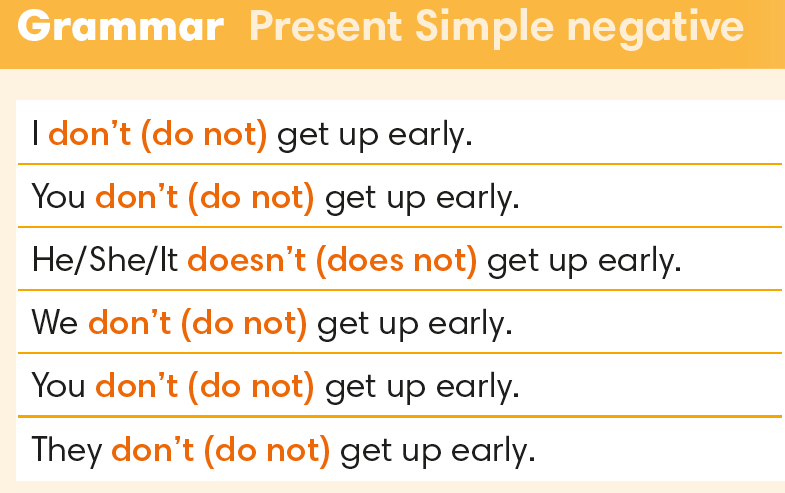 Grammar Present Simple negative
I don't (do not) get up early.
You don't (do not) get up early.
He/She/It doesn't (does not) get up early.
We don't (do not) get up early.
You don't (do not) get up early.
They don't (do not) get up early.